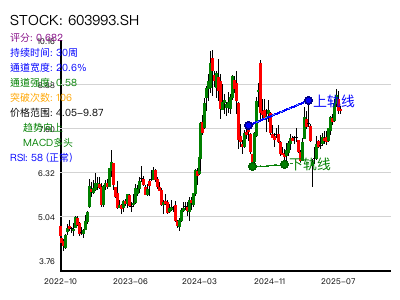 STOCK: 603993.SH
评分: 0.682
持续时间: 30周
通道宽度: 20.6%
8.88
通道强度: 0.58
突破次数:
价格范围: 4.05–9.87
趋势
MACD多头
RSI: 58 (正常)
上轨线
下轨线
6.32
5.04
3.76
2022−10 2023−06 2024−03 2024−11 2025−07